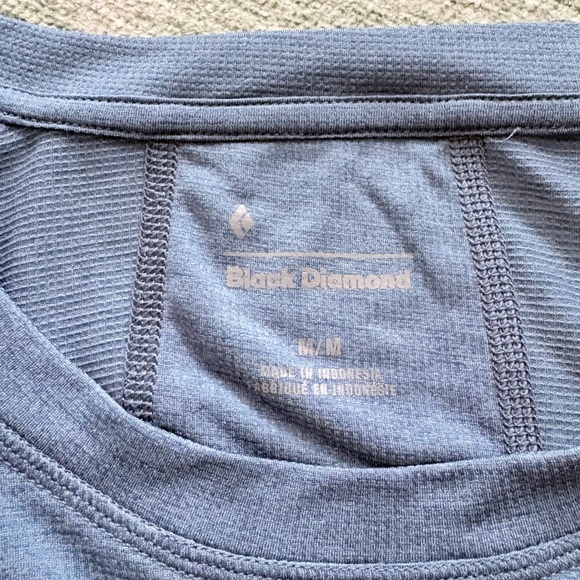 Black Diamond
M/M
MADE IN INDONESIA
FABRIQUÉ EN INDONÉSIE